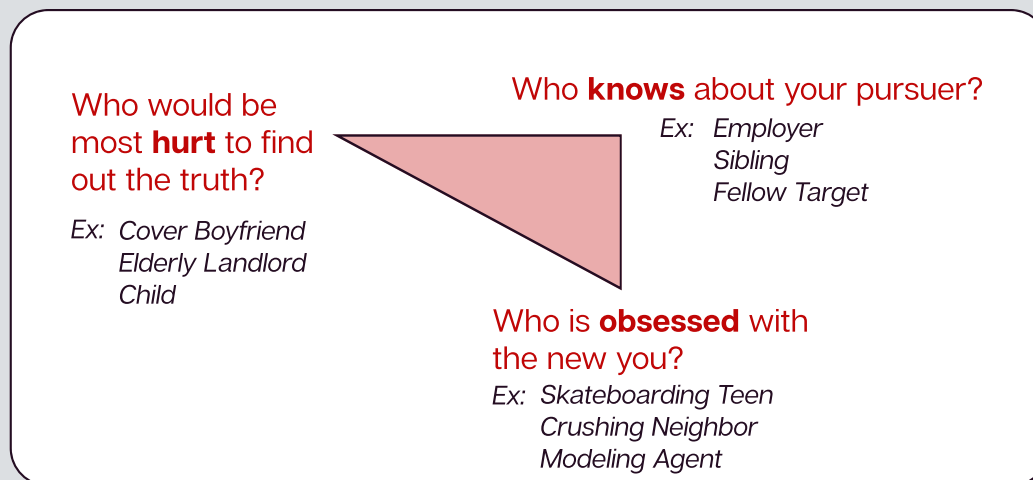 Who would be
most hurt to find
out the truth?
Ex: Cover Boyfriend
Elderly Landlord
Child
Who knows about your pursuer?
Ex: Employer
Sibling
Fellow Target
Who is obsessed with
the new you?
Ex: Skateboarding Teen
Crushing Neighbor
Modeling Agent